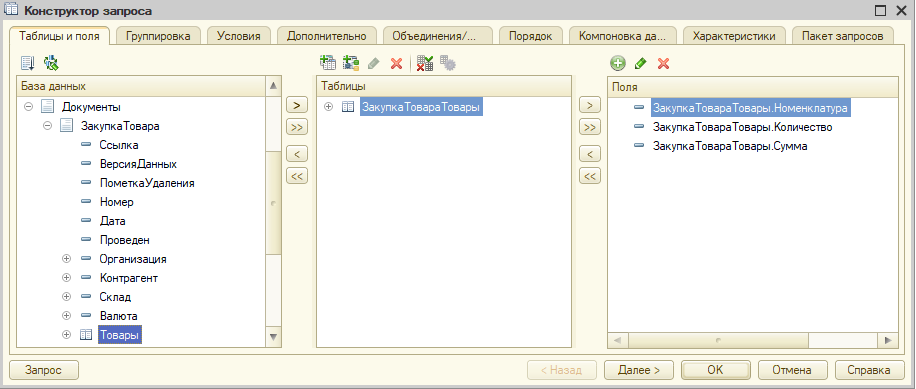 Конструктор запроса
Таблицы и поля
Группировка
Условия
Дополнительно
Объединения/...
Порядок
Компоновка да...
Характеристики
Пакет запросов
База данных
Документы
ЗакупкаТовара
Ссылка
ВерсияДанных
ПометкаУдаления
Номер
Дата
Проведен
Организация
Контрагент
Склад
Валюта
Товары
>
>>
<
<<
Таблицы
ЗакупкаТовараТовары
>
>>
<
<<
Поля
ЗакупкаТовараТовары.Номенклатура
ЗакупкаТовараТовары.Количество
ЗакупкаТовараТовары.Сумма
Запрос
< Назад
Далее >
OK
Отмена
Справка